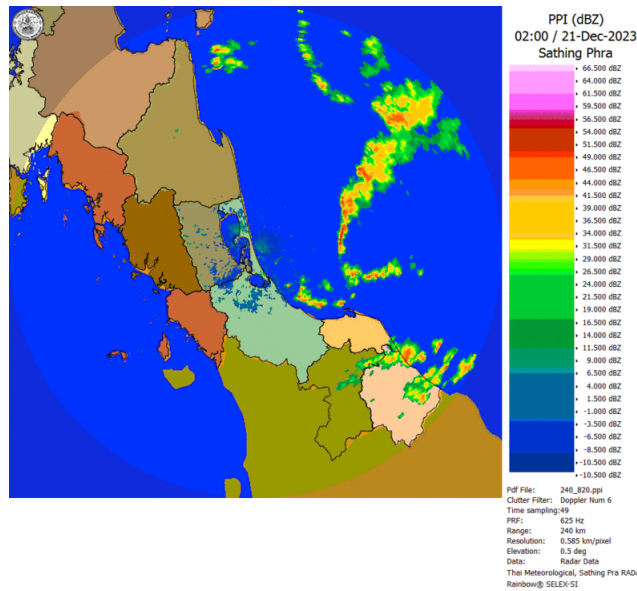 PPI (dBZ)
02:00 / 21-Dec-2023
Sathing Phra
66.500 dBZ
64.000 dBZ
61.500 dBZ
59.500 dBZ
56.500 dBZ
54.000 dBZ
51.500 dBZ
49.000 dBZ
46.500 dBZ
44.000 dBZ
41.500 dBZ
39.000 dBZ
36.500 dBZ
34.000 dBZ
31.500 dBZ
29.000 dBZ
26.500 dBZ
24.000 dBZ
21.500 dBZ
19.000 dBZ
16.500 dBZ
14.000 dBZ
11.500 dBZ
9.000 dBZ
6.500 dBZ
4.000 dBZ
1.500 dBZ
-1.000 dBZ
-3.500 dBZ
-6.500 dBZ
-8.500 dBZ
-10.500 dBZ
-10.500 dBZ
Pdf File: 240_820.ppi
Clutter Filter: Doppler Num 6
Time sampling:49
PRF: 625 Hz
Range: 240 km
Resolution: 0.585 km/pixel
Elevation: 0.5 deg
Data: Radar Data
Thai Meteorological, Sathing Pra RAD
Rainbow® SELEX-SI